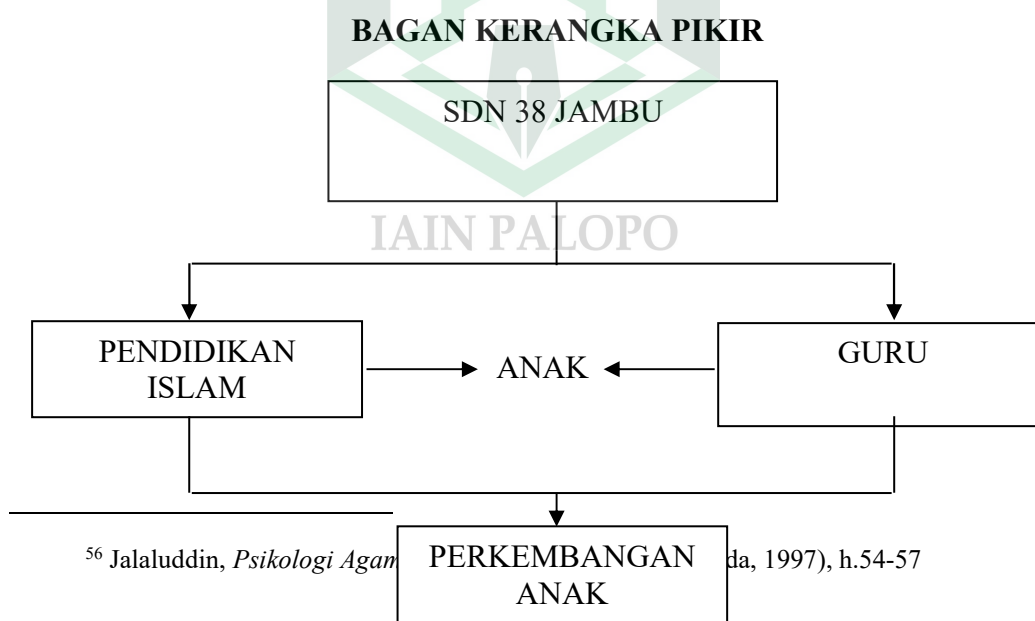 BAGAN KERANGKA PIKIR
SDN 38 JAMBU
IAIN PALOPO
PENDIDIKAN
ISLAM
ANAK
GURU
56 Jalaluddin, Psikologi Agam
da, 1997), h.54-57
PERKEMBANGAN
ANAK